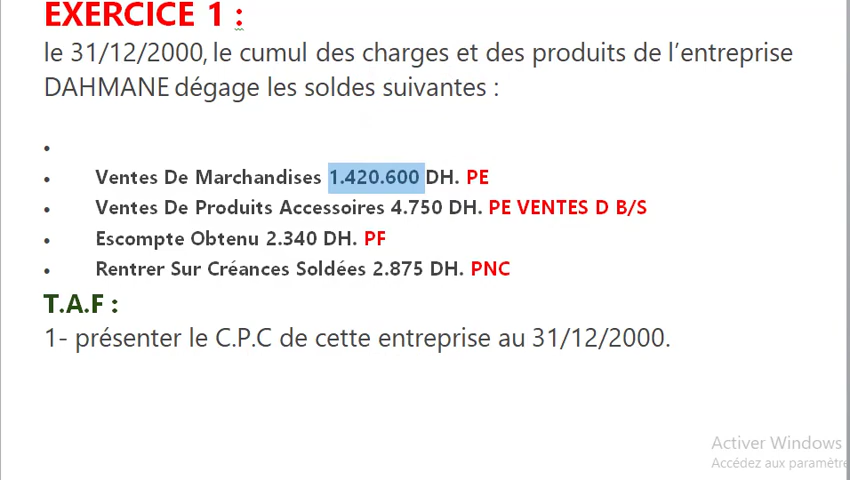 EXERCICE 1 :
le 31/12/2000, le cumul des charges et des produits de l’entreprise
DAHMANE dégage les soldes suivantes :
•
• Ventes De Marchandises 1.420.600 DH. PE
• Ventes De Produits Accessoires 4.750 DH. PE VENTES D B/S
• Escompte Obtenu 2.340 DH. PF
• Rentrer Sur Créances Soldées 2.875 DH. PNC
T.A.F :
1- présenter le C.P.C de cette entreprise au 31/12/2000.
Activer Windows
Accédez aux paramètre